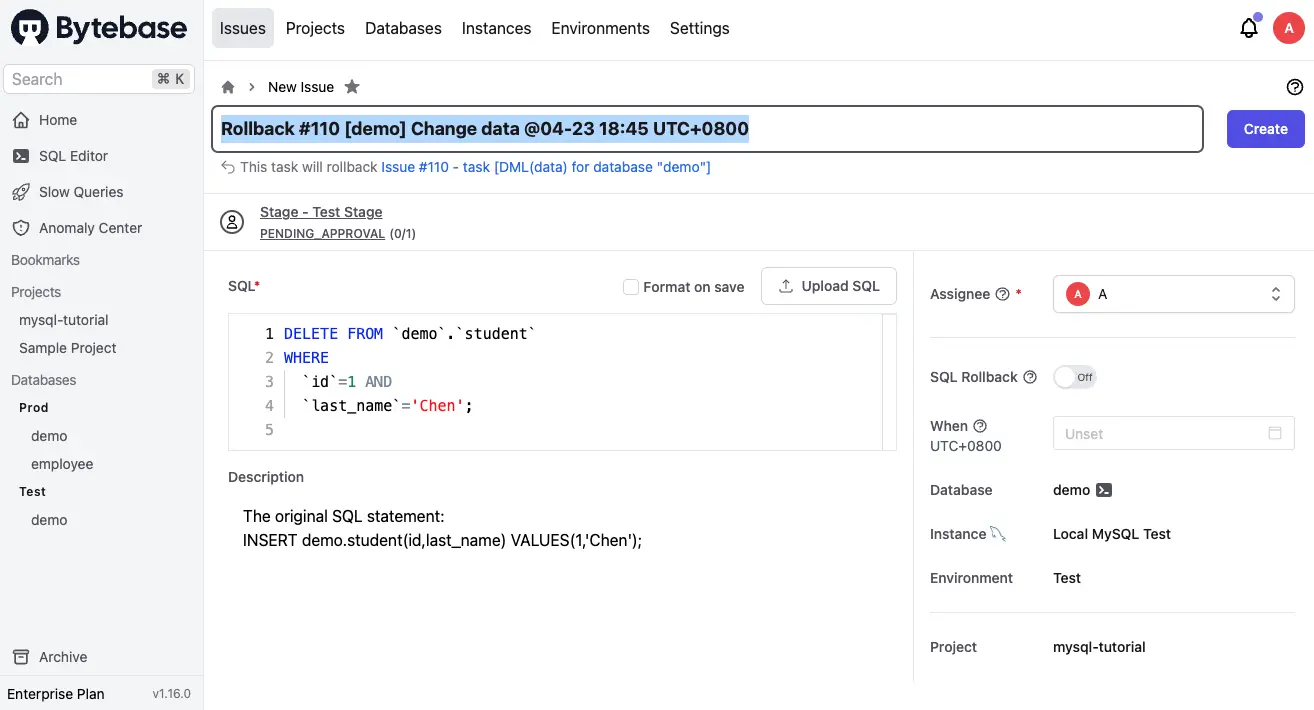 Bytebase
Issues
Projects
Databases
Instances
Environments
Settings
A
Search
⌘ K
Home
SQL Editor
Slow Queries
Anomaly Center
Bookmarks
Projects
mysql-tutorial
Sample Project
Databases
Prod
demo
employee
Test
demo
Archive
Enterprise Plan
v1.16.0
New Issue
Rollback #110 [demo] Change data @04-23 18:45 UTC+0800
Create
This task will rollback Issue #110 - task [DML(data) for database "demo"]
Stage - Test Stage
PENDING_APPROVAL (0/1)
SQL*
Format on save
Upload SQL
1 DELETE FROM `demo`.`student`
2 WHERE
3 `id`=1 AND
4 `last_name`='Chen';
5
Description
The original SQL statement:
INSERT demo.student(id,last_name) VALUES(1,'Chen');
Assignee *
A A
SQL Rollback
Off
When
UTC+0800
Unset
Database
demo
Instance
Local MySQL Test
Environment
Test
Project
mysql-tutorial